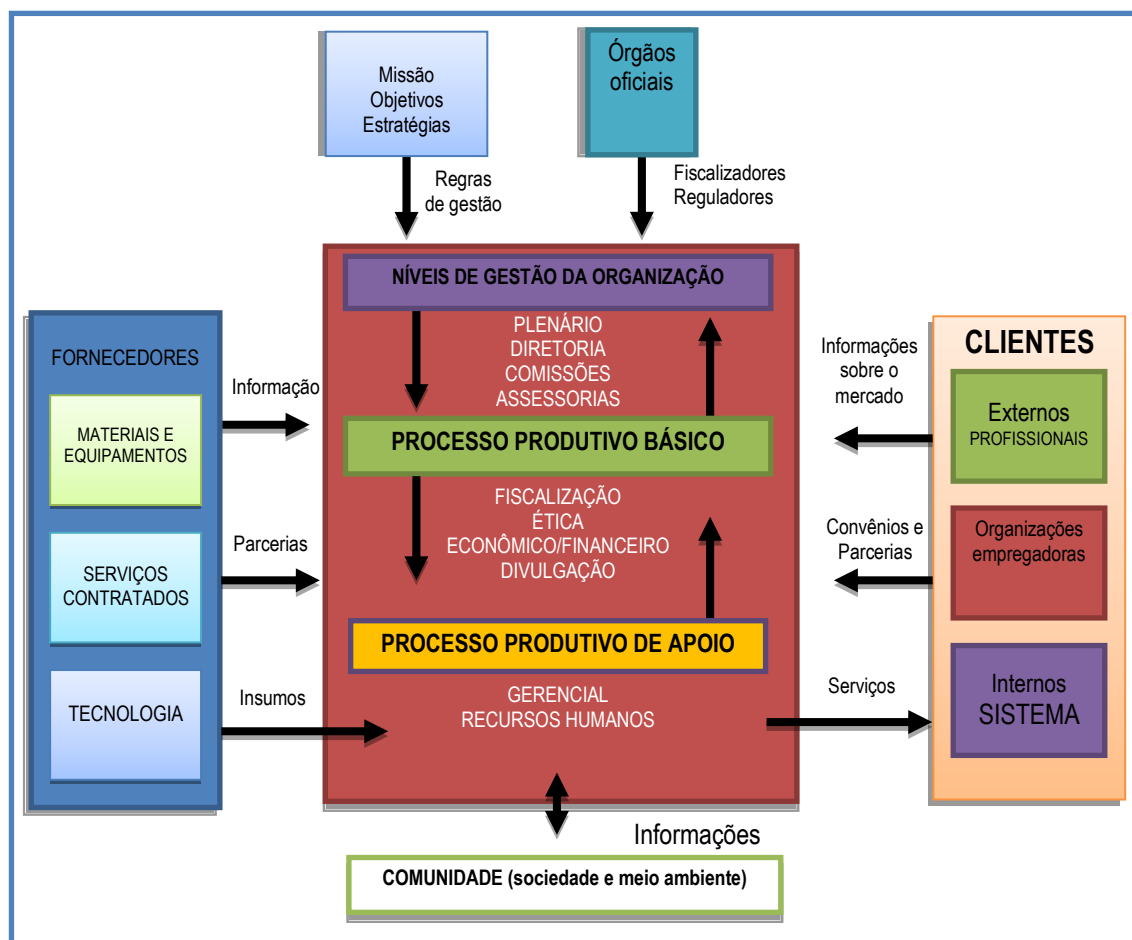 Missão
Objetivos
Estratégias
Órgãos
oficiais
Regras
de gestão
Fiscalizadores
Reguladores
NÍVEIS DE GESTÃO DA ORGANIZAÇÃO
PLENÁRIO
DIRETORIA
COMISSÕES
ASSESSORIAS
PROCESSO PRODUTIVO BÁSICO
FISCALIZAÇÃO
ÉTICA
ECONÔMICO/FINANCEIRO
DIVULGAÇÃO
PROCESSO PRODUTIVO DE APOIO
GERENCIAL
RECURSOS HUMANOS
FORNECEDORES
MATERIAIS E
EQUIPAMENTOS
SERVIÇOS
CONTRATADOS
TECNOLOGIA
Informação
Parcerias
Insumos
Informações
sobre o
mercado
Convênios e
Parcerias
Serviços
CLIENTES
Externos
PROFISSIONAIS
Organizações
empregadoras
Internos
SISTEMA
Informações
COMUNIDADE (sociedade e meio ambiente)